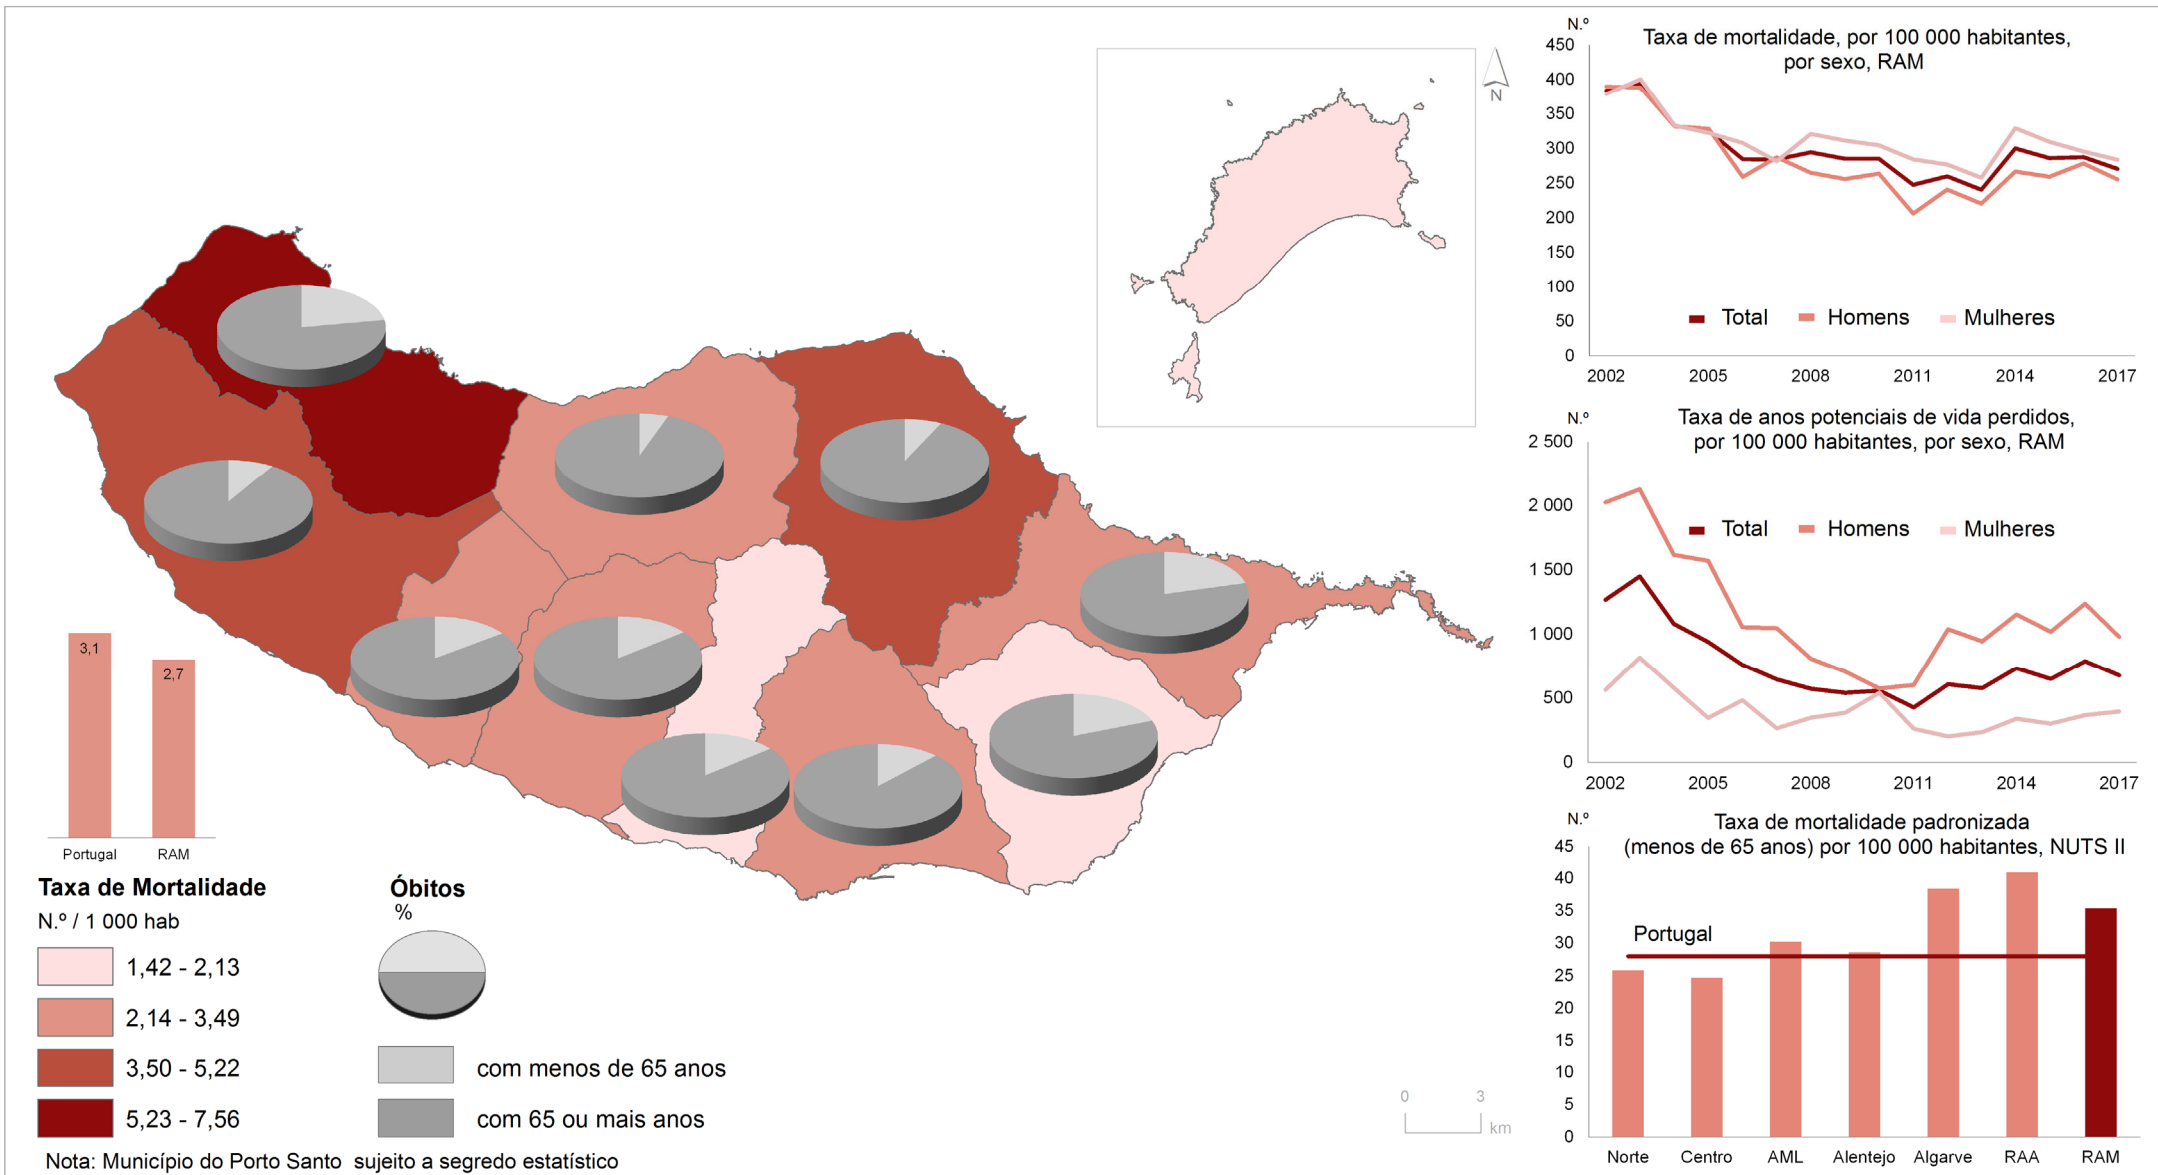 N
3,1
2,7
Portugal
RAM
Taxa de Mortalidade
N.º / 1 000 hab
1,42 - 2,13
2,14 - 3,49
3,50 - 5,22
5,23 - 7,56
Óbitos
%
com menos de 65 anos
com 65 ou mais anos
Nota: Município do Porto Santo sujeito a segredo estatístico
0
3
km
N.º
Taxa de mortalidade, por 100 000 habitantes,
por sexo, RAM
450
400
350
300
250
200
150
100
50
0
Total
Homens
Mulheres
2002
2005
2008
2011
2014
2017
N.º
Taxa de anos potenciais de vida perdidos,
por 100 000 habitantes, por sexo, RAM
2 500
2 000
1 500
1 000
500
0
Total
Homens
Mulheres
2002
2005
2008
2011
2014
2017
N.º
Taxa de mortalidade padronizada
(menos de 65 anos) por 100 000 habitantes, NUTS II
45
40
35
30
25
20
15
10
5
0
Portugal
Norte
Centro
AML
Alentejo
Algarve
RAA
RAM